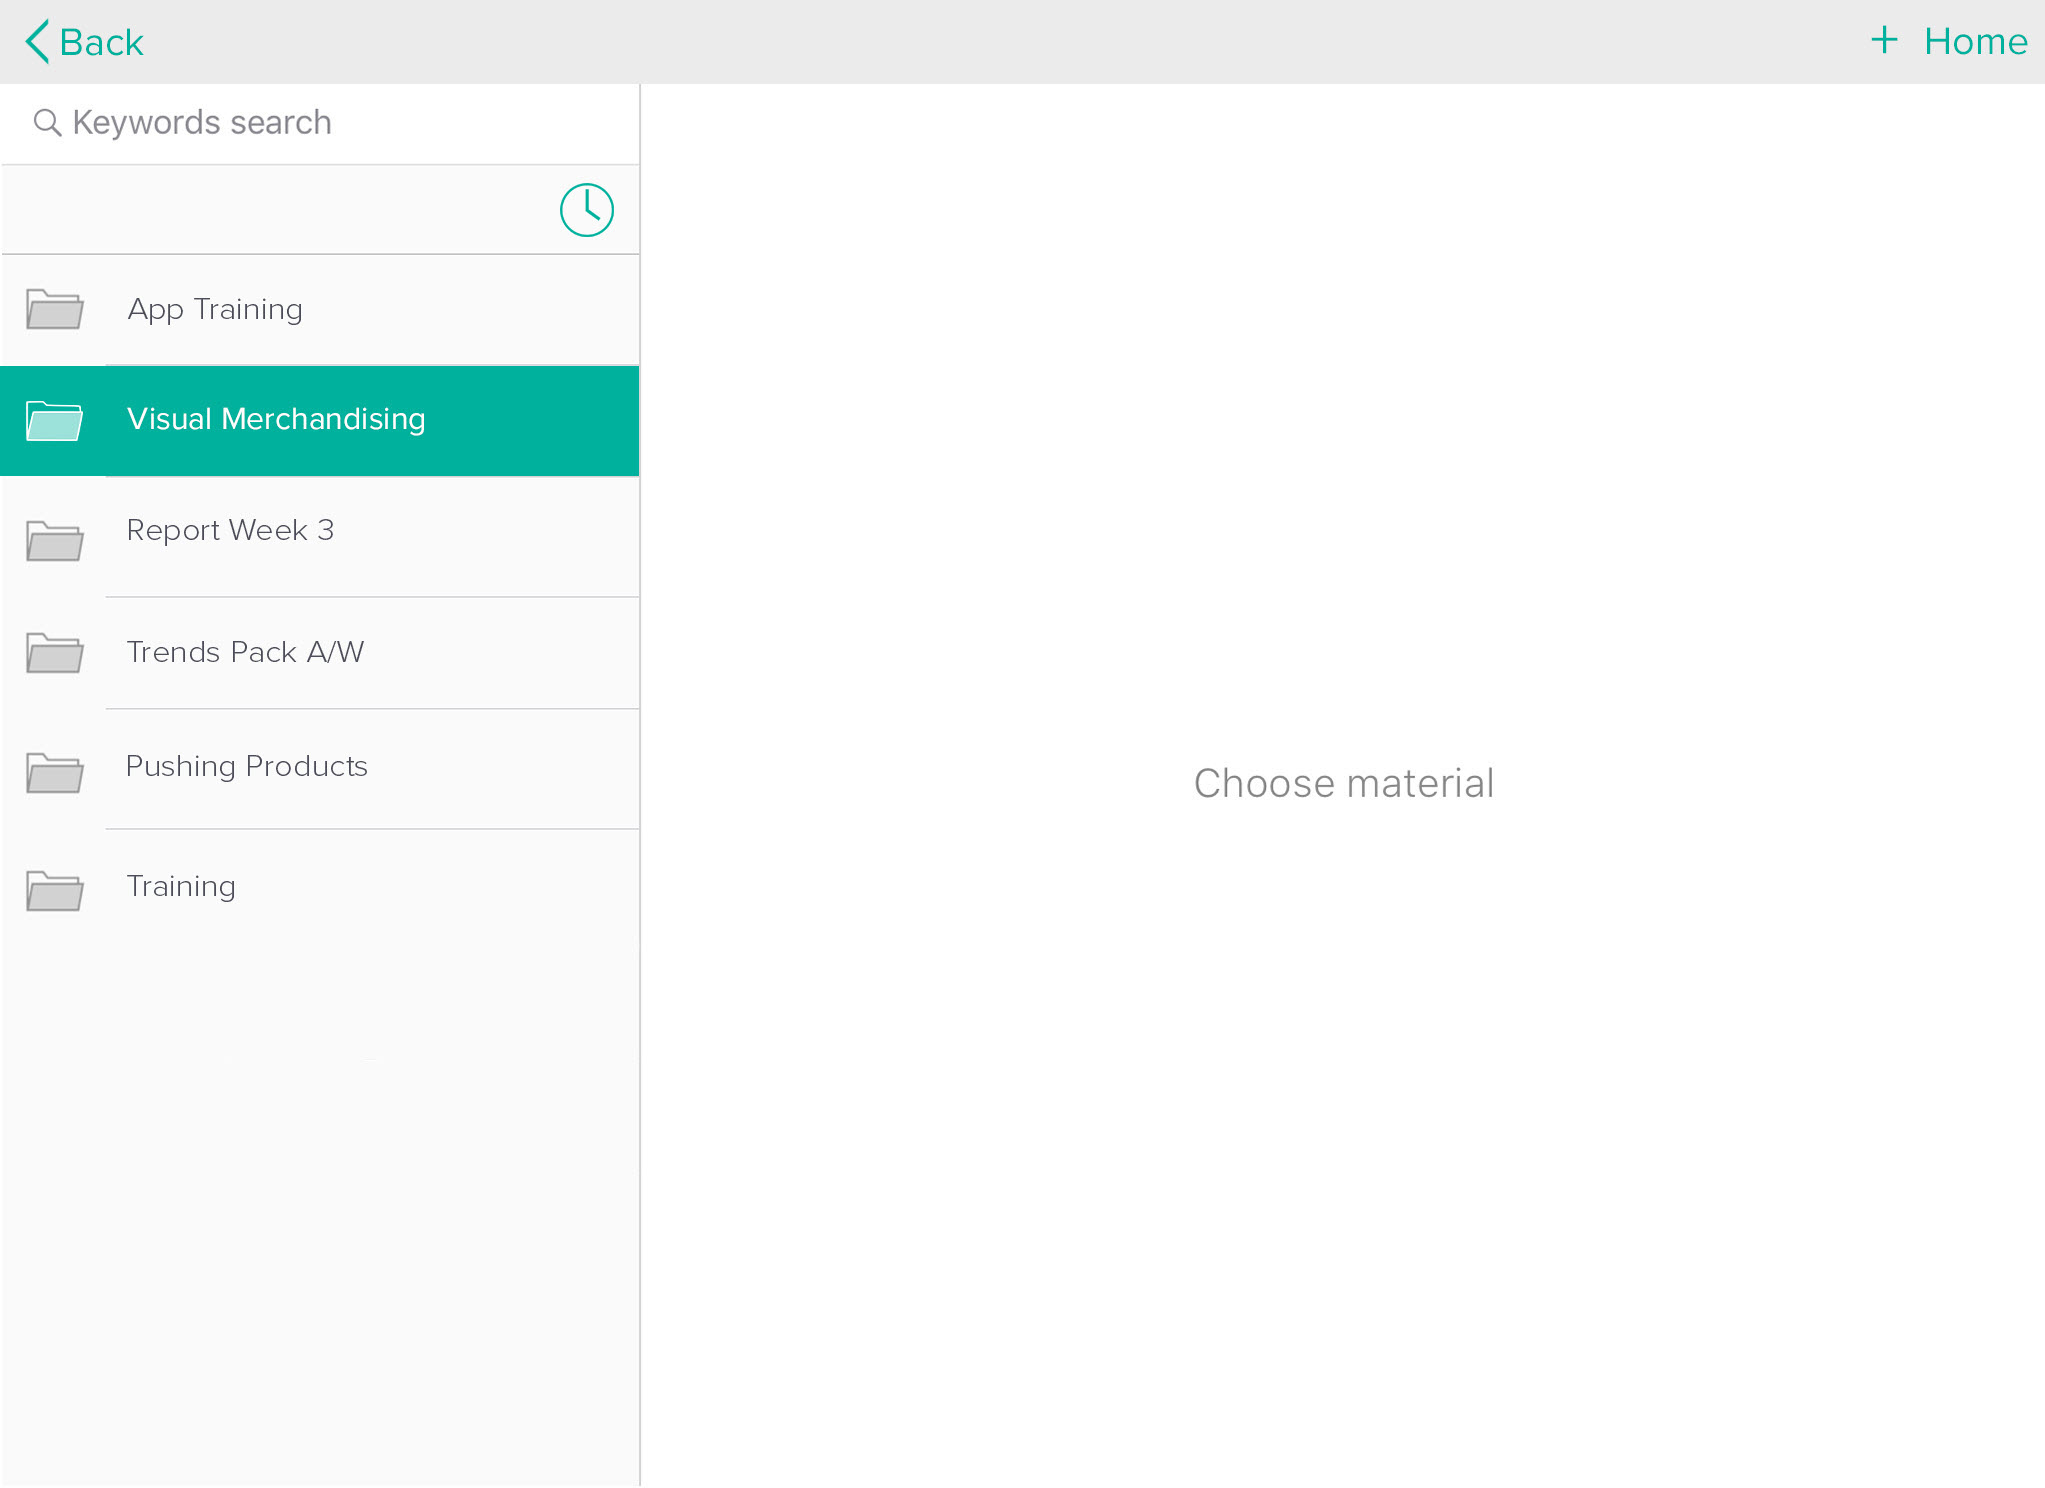 Back
+ Home
Keywords search
App Training
Visual Merchandising
Report Week 3
Trends Pack A/W
Pushing Products
Training
Choose material